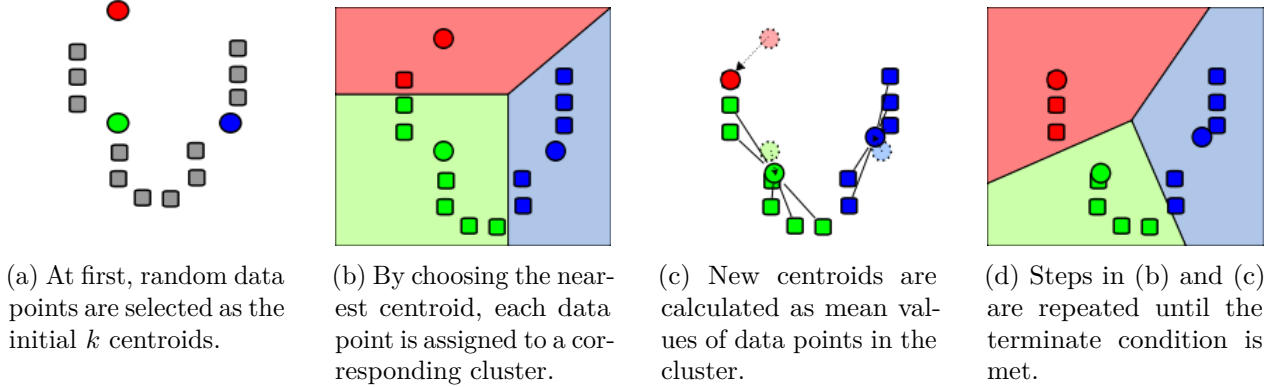 (a) At first, random data
points are selected as the
initial k centroids.
(b) By choosing the near-
est centroid, each data
point is assigned to a cor-
responding cluster.
(c) New centroids are
calculated as mean val-
ues of data points in the
cluster.
(d) Steps in (b) and (c)
are repeated until the
terminate condition is
met.